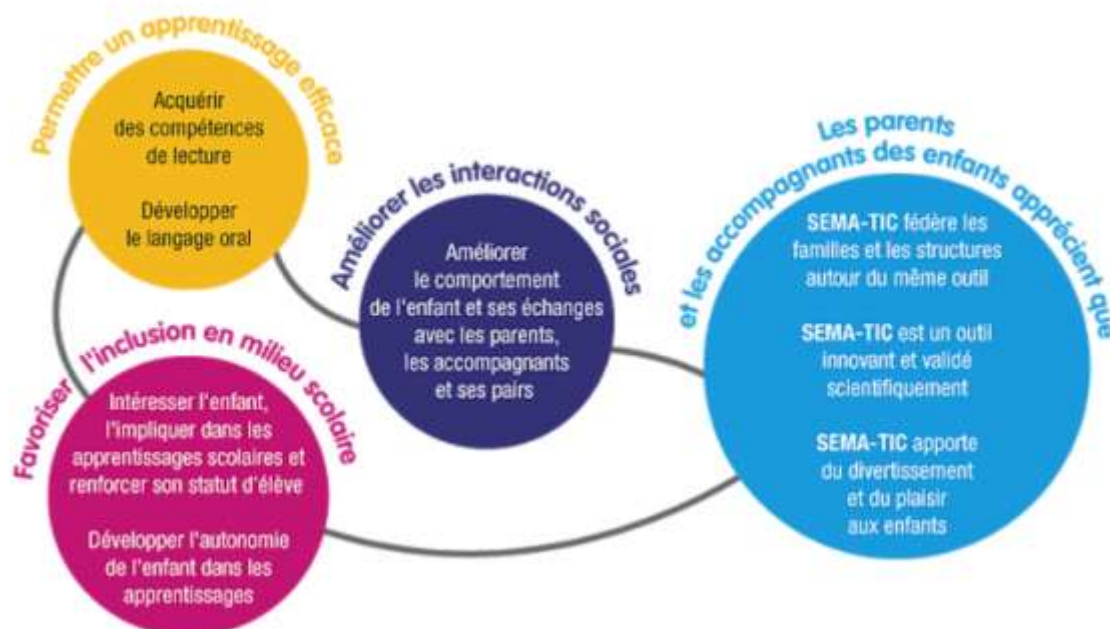 Permettre un apprentissage efficace
Acquérir
des compétences
de lecture
Développer
le langage oral
Améliorer les interactions sociales
Améliorer
le comportement
de l'enfant et ses échanges
avec les parents,
les accompagnants
et ses pairs
Les parents
et les accompagnants des enfants apprécient que
SEMA-TIC fédère les
familles et les structures
autour du même outil
SEMA-TIC est un outil
innovant et validé
scientifiquement
SEMA-TIC apporte
du divertissement
et du plaisir
aux enfants
Favoriser l'inclusion en milieu scolaire
Intéresser l'enfant,
l'impliquer dans les
apprentissages scolaires et
renforcer son statut d'élève
Développer l'autonomie
de l'enfant dans les
apprentissages